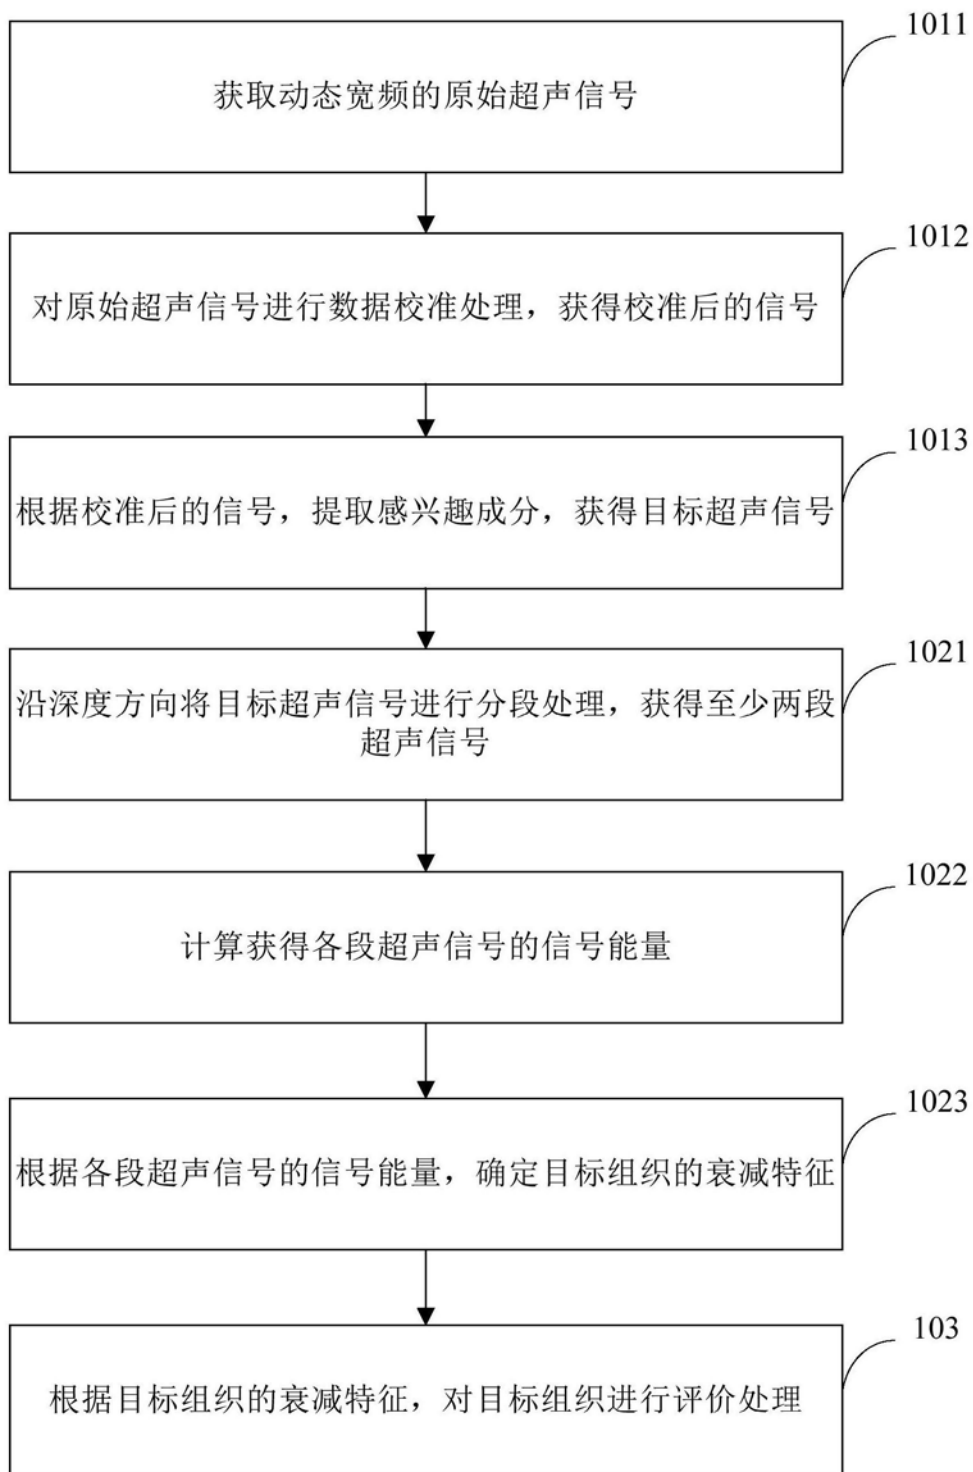 1011
获取动态宽频的原始超声信号
1012
对原始超声信号进行数据校准处理，获得校准后的信号
1013
根据校准后的信号，提取感兴趣成分，获得目标超声信号
1021
沿深度方向将目标超声信号进行分段处理，获得至少两段
超声信号
1022
计算获得各段超声信号的信号能量
1023
根据各段超声信号的信号能量，确定目标组织的衰减特征
103
根据目标组织的衰减特征，对目标组织进行评价处理